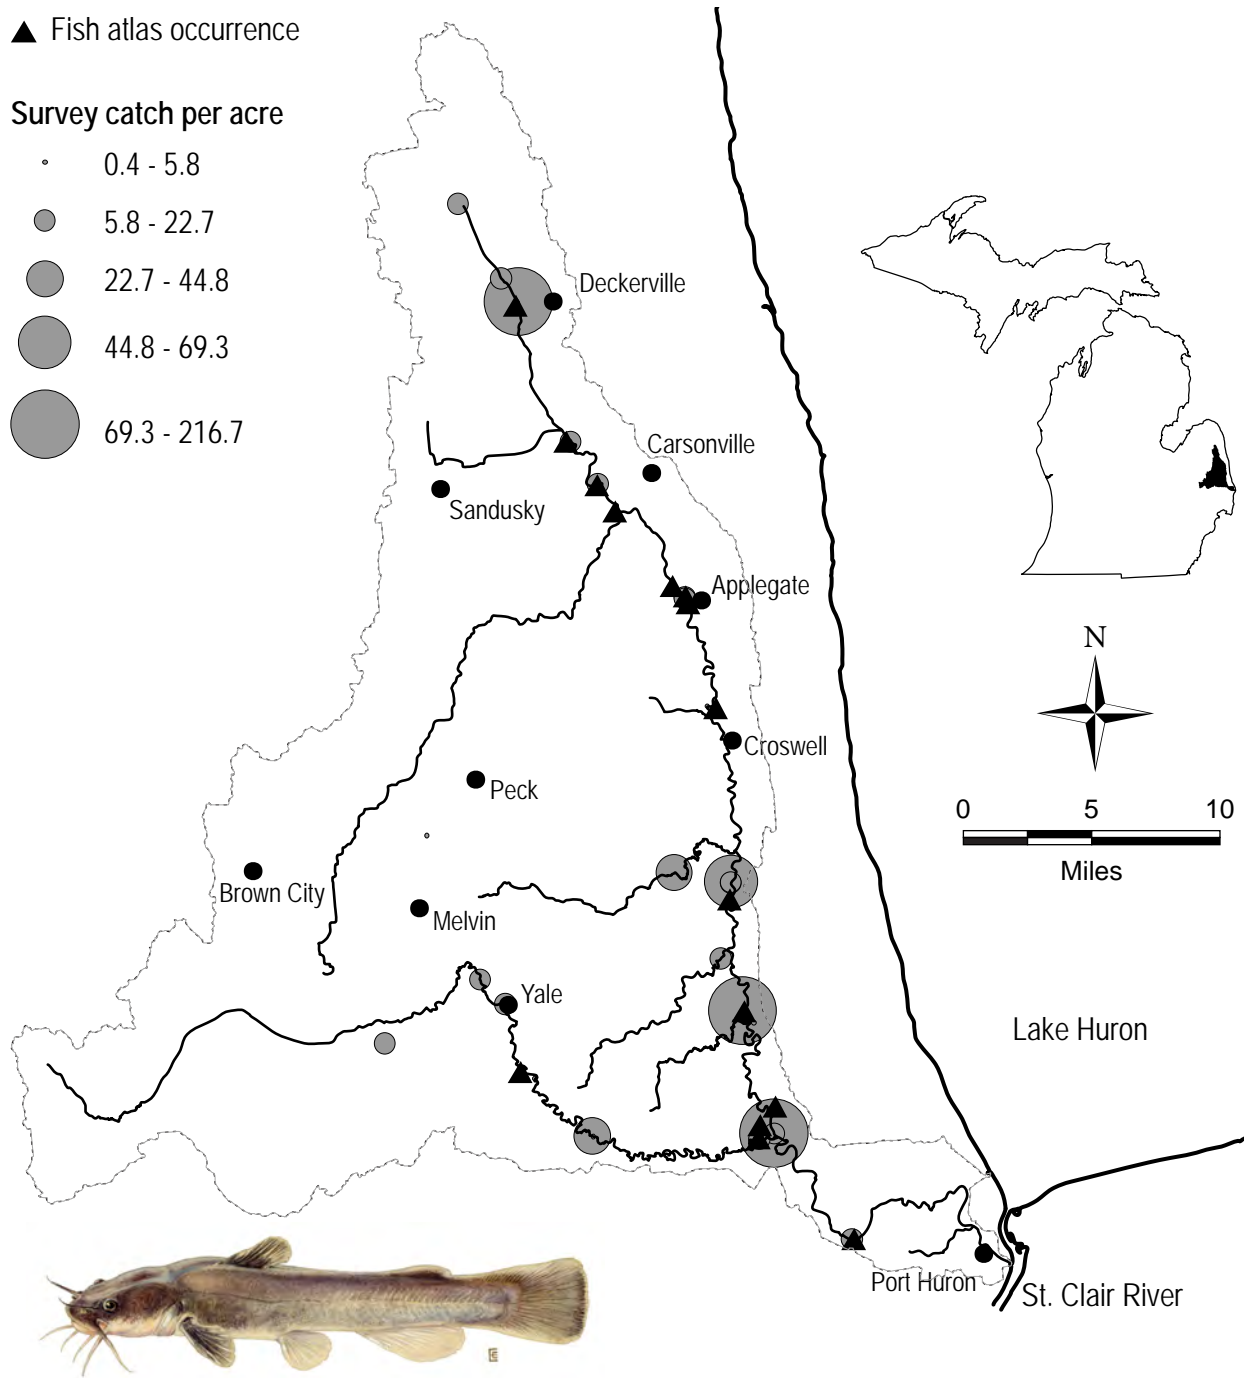 Fish atlas occurrence
Survey catch per acre
0.4 - 5.8
5.8 - 22.7
22.7 - 44.8
44.8 - 69.3
69.3 - 216.7
Deckerville
Carsonville
Sandusky
Applegate
Croswell
Peck
Brown City
Melvin
Yale
Port Huron
St. Clair River
Lake Huron
N
0 5 10
Miles